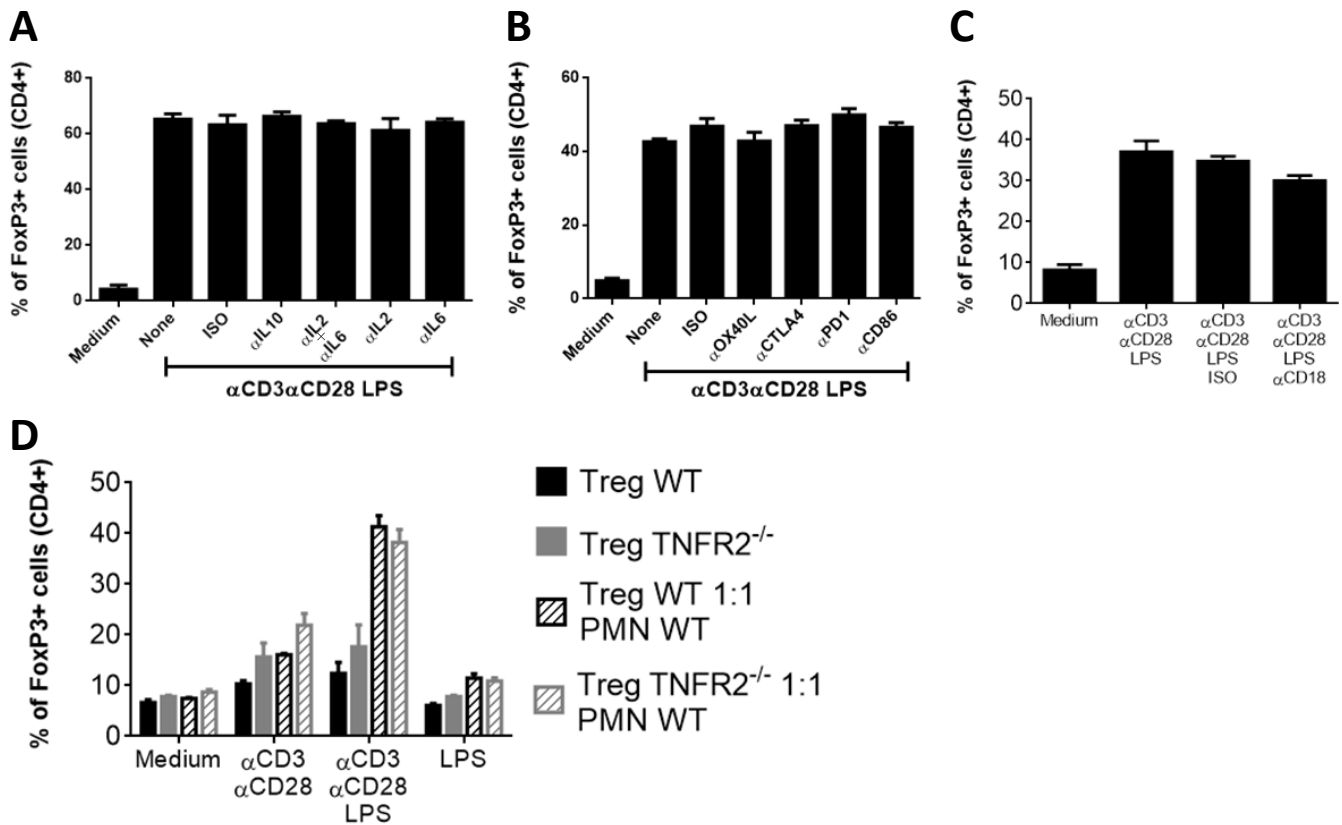 A
% of FoxP3+ cells (CD4+)
80
60
40
20
0
Medium
None
ISO
αIL10
αIL2
+
αIL6
αIL2
αIL6
αCD3αCD28 LPS
B
% of FoxP3+ cells (CD4+)
60
40
20
0
Medium
None
ISO
αOX40L
αCTLA4
αPD1
αCD86
αCD3αCD28 LPS
C
% of FoxP3+ cells (CD4+)
50
40
30
20
10
0
Medium
αCD3
αCD28
LPS
αCD3
αCD28
LPS
ISO
αCD3
αCD28
LPS
αCD18
D
% of FoxP3+ cells (CD4+)
50
40
30
20
10
0
Medium
αCD3
αCD28
αCD3
αCD28
LPS
LPS
Treg WT
Treg TNFR2-/-
Treg WT 1:1
PMN WT
Treg TNFR2-/- 1:1
PMN WT